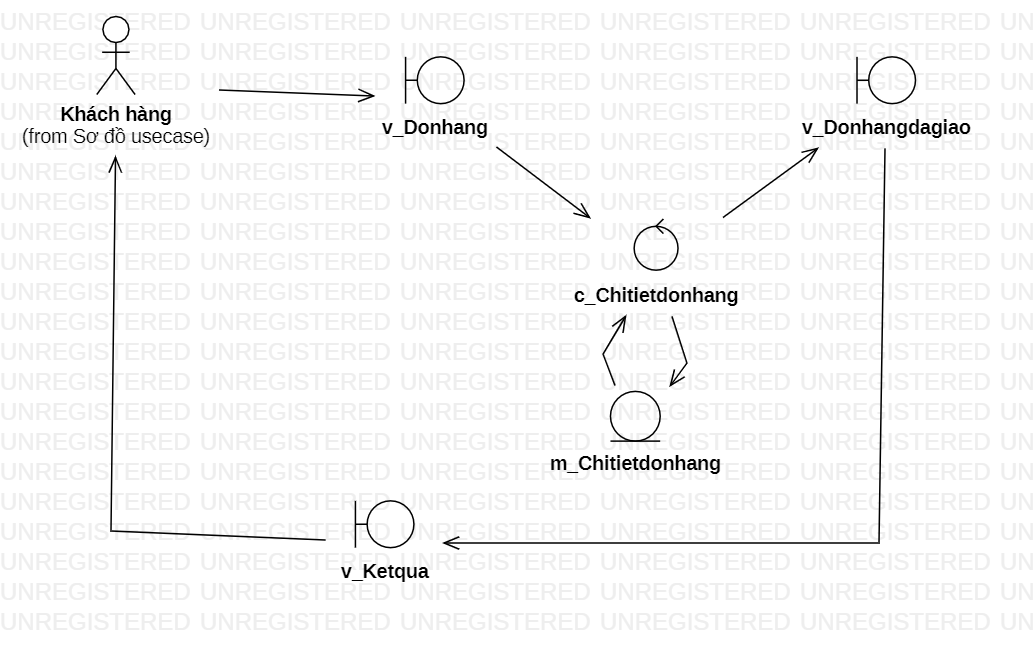 Khách hàng
(from Sơ đồ usecase)
v_Donhang
v_Donhangdagiao
c_Chitietdonhang
m_Chitietdonhang
v_Ketqua
UNREGISTERED